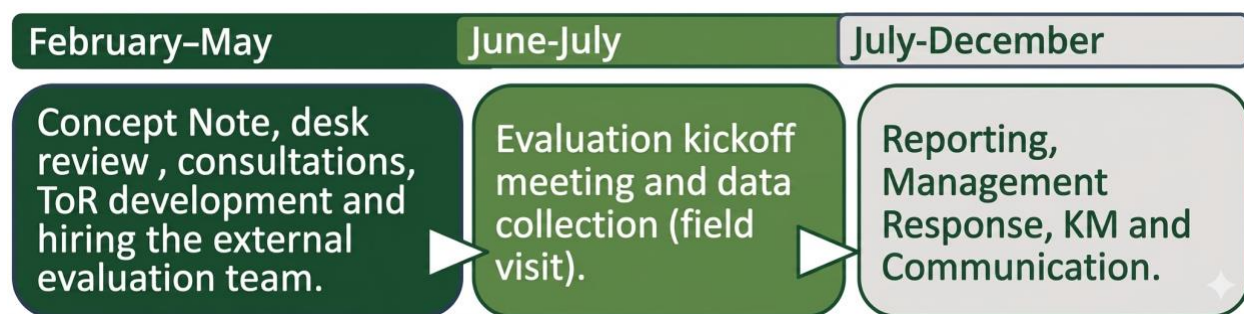 February–May
June-July
July-December
Concept Note, desk
review , consultations,
ToR development and
hiring the external
evaluation team.
Evaluation kickoff
meeting and data
collection (field
visit).
Reporting,
Management
Response, KM and
Communication.